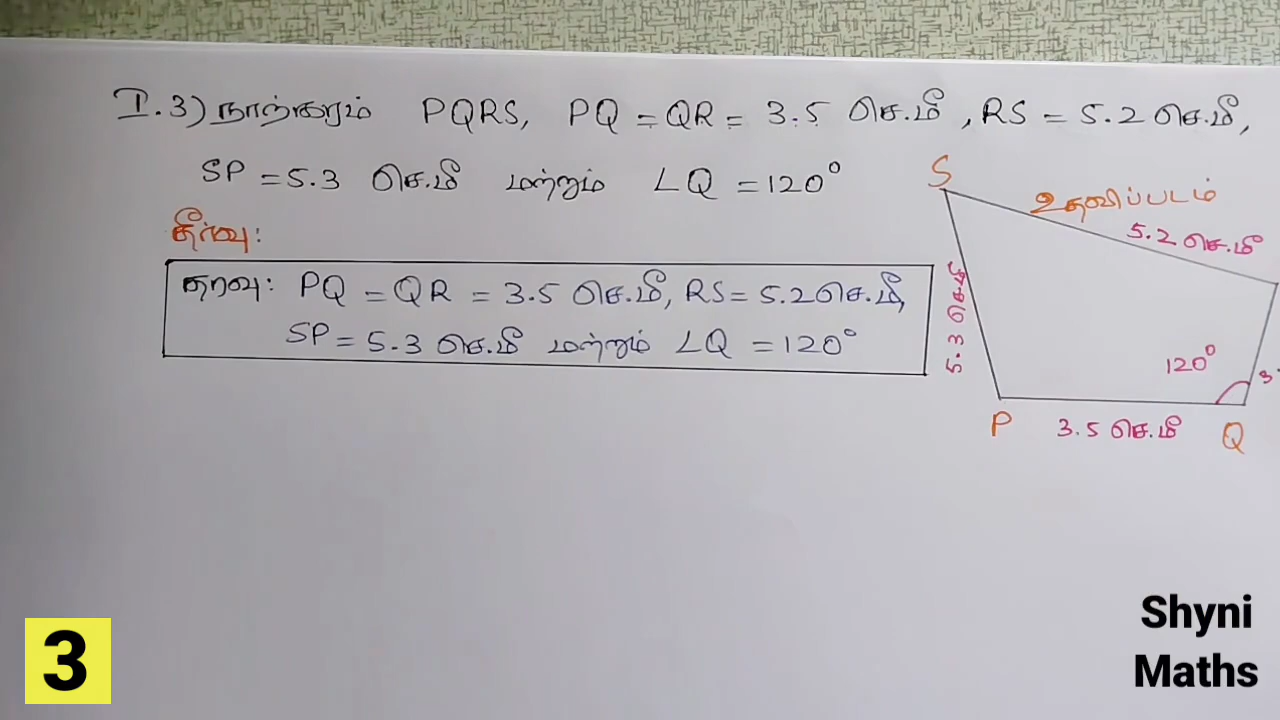 I.3) நாற்கரம் PQRS, PQ = QR = 3.5 செ.மீ, RS = 5.2 செ.மீ,
SP = 5.3 செ.மீ மற்றும் ∠Q = 120°
தீர்வு:
தரவு: PQ = QR = 3.5 செ.மீ, RS = 5.2 செ.மீ,
SP = 5.3 செ.மீ மற்றும் ∠Q = 120°
S
உதவிப்படம்
5.2 செ.மீ
5.3 செ.மீ
120°
3.
P 3.5 செ.மீ Q
3
Shyni
Maths